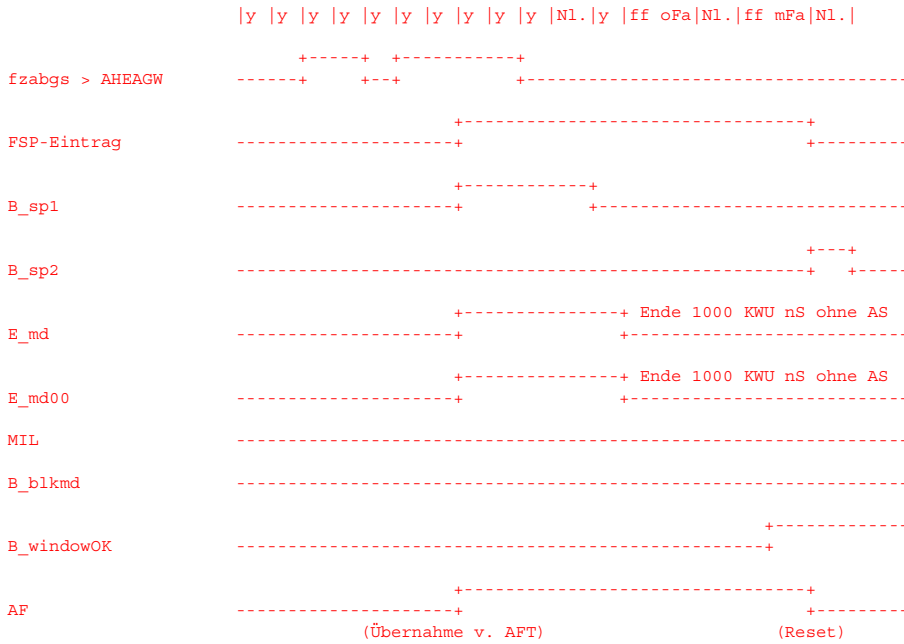 |y |y |y |y |y |y |y |y |y |y |Nl.|y |ff oFa|Nl.|ff mFa|Nl.|
fzabgs > AHEAGW
FSP-Eintrag
B_sp1
B_sp2
Ende 1000 KWU nS ohne AS
E_md
Ende 1000 KWU nS ohne AS
E_md00
MIL
B_blkmd
B_windowOK
AF
(Übernahme v. AFT) (Reset)